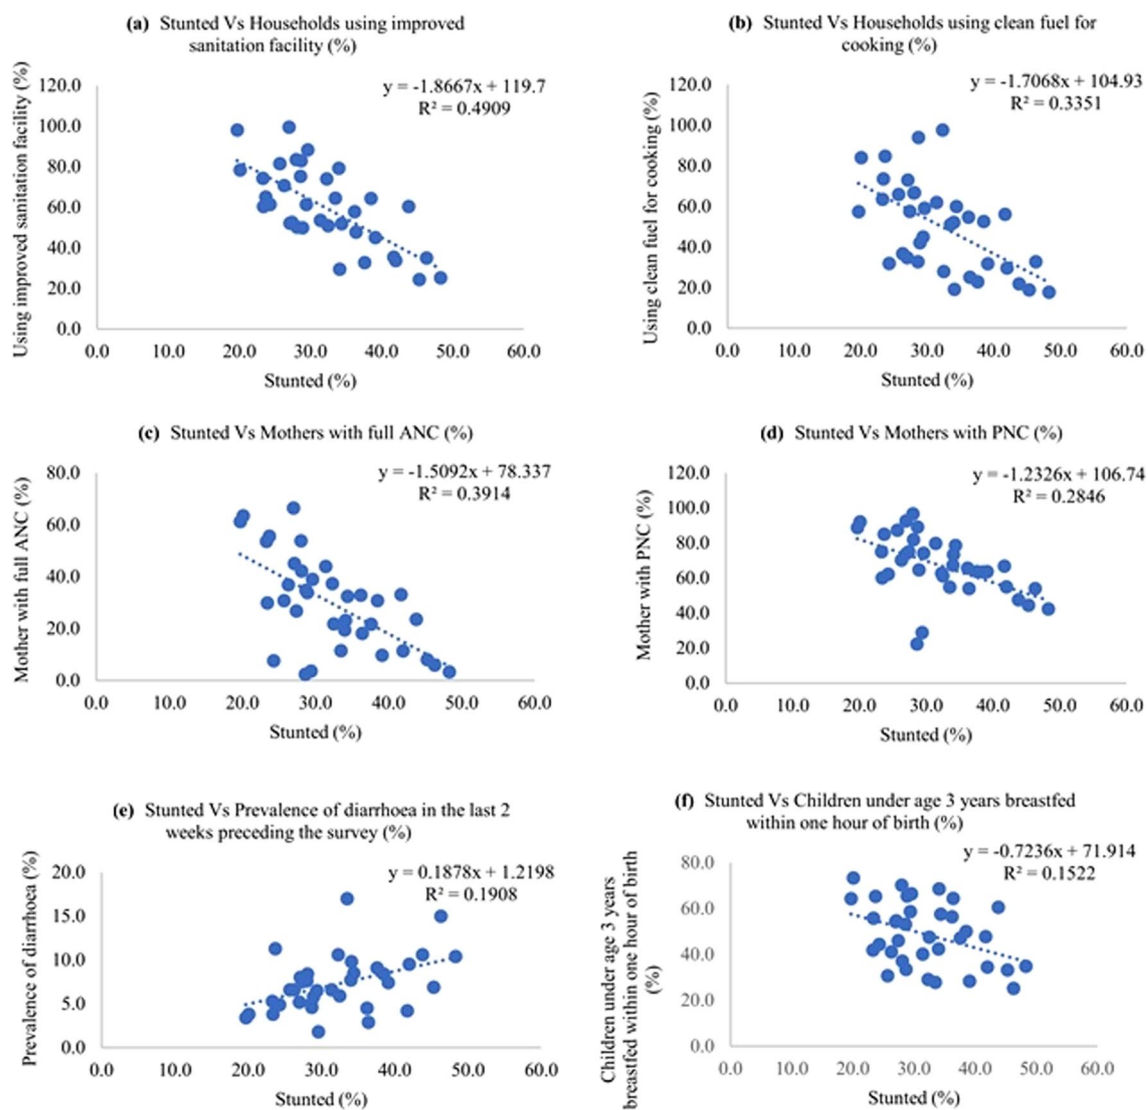 (a) Stunted Vs Households using improved
sanitation facility (%)
y = -1.8667x + 119.7
R² = 0.4909
Using improved sanitation facility (%)
120.0
100.0
80.0
60.0
40.0
20.0
0.0
0.0 10.0 20.0 30.0 40.0 50.0 60.0
Stunted (%)
(b) Stunted Vs Households using clean fuel for
cooking (%)
y = -1.7068x + 104.93
R² = 0.3351
Using clean fuel for cooking (%)
120.0
100.0
80.0
60.0
40.0
20.0
0.0
0.0 10.0 20.0 30.0 40.0 50.0 60.0
Stunted (%)
(c) Stunted Vs Mothers with full ANC (%)
y = -1.5092x + 78.337
R² = 0.3914
Mother with full ANC (%)
80.0
60.0
40.0
20.0
0.0
0.0 10.0 20.0 30.0 40.0 50.0 60.0
Stunted (%)
(d) Stunted Vs Mothers with PNC (%)
y = -1.2326x + 106.74
R² = 0.2846
Mother with PNC (%)
120.0
100.0
80.0
60.0
40.0
20.0
0.0
0.0 10.0 20.0 30.0 40.0 50.0 60.0
Stunted (%)
(e) Stunted Vs Prevalence of diarrhoea in the last 2
weeks preceding the survey (%)
y = 0.1878x + 1.2198
R² = 0.1908
Prevalence of diarrhoea (%)
20.0
15.0
10.0
5.0
0.0
0.0 10.0 20.0 30.0 40.0 50.0 60.0
Stunted (%)
(f) Stunted Vs Children under age 3 years breastfed
within one hour of birth (%)
y = -0.7236x + 71.914
R² = 0.1522
Children under age 3 years
breastfed within one hour of birth
(%)
80.0
60.0
40.0
20.0
0.0
0.0 10.0 20.0 30.0 40.0 50.0 60.0
Stunted (%)